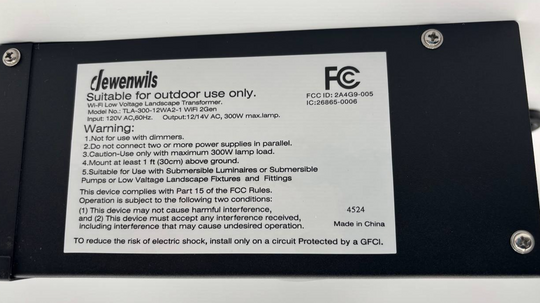 dewenwils
Suitable for outdoor use only.
Wi-Fi Low Voltage Landscape Transformer.
Model No.: TLA-300-12WA2-1 WIFI 2Gen
Input: 120V AC,60Hz. Output:12/14V AC, 300W max.lamp.
FC
FCC ID: 2A4G9-005
IC:26865-0006
Warning:
1.Not for use with dimmers.
2.Do not connect two or more power supplies in parallel.
3.Caution-Use only with maximum 300W lamp load.
4.Mount at least 1 ft (30cm) above ground.
5.Suitable for Use with Submersible Luminaires or Submersible
Pumps or Low Valtage Landscape Fixtures and Fittings
This device complies with Part 15 of the FCC Rules.
Operation is subject to the following two conditions:
(1) This device may not cause harmful interference,
and (2) This device must accept any interference received,
including interference that may cause undesired operation.
4524
Made in China
TO reduce the risk of electric shock, install only on a circuit Protected by a GFCI.